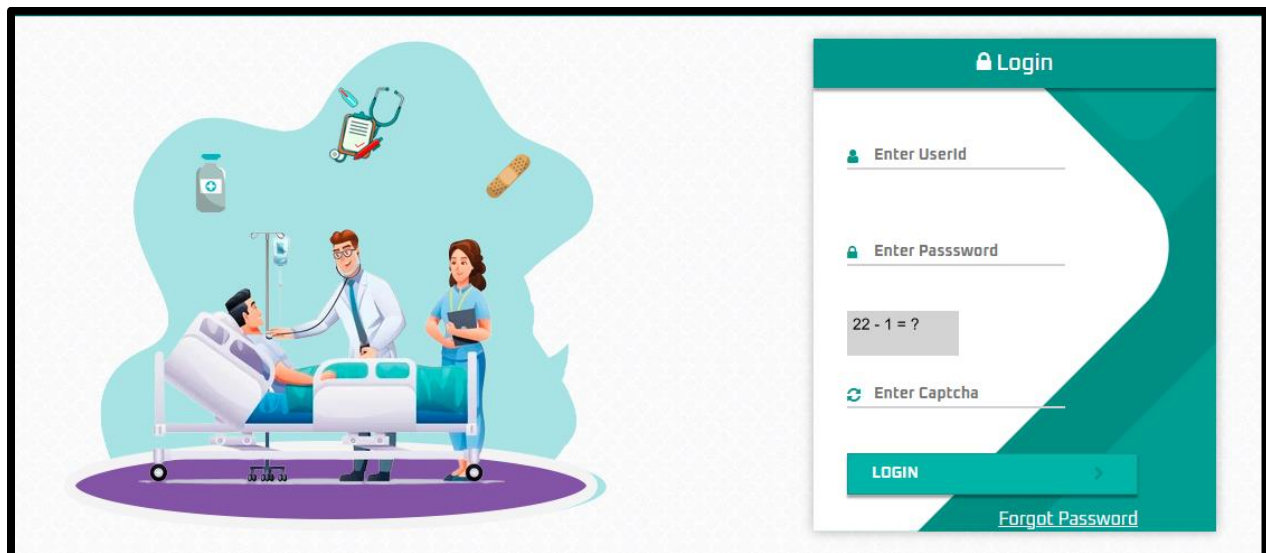 Login
Enter UserId
Enter Passsword
22 - 1 = ?
Enter Captcha
LOGIN
Forgot Password